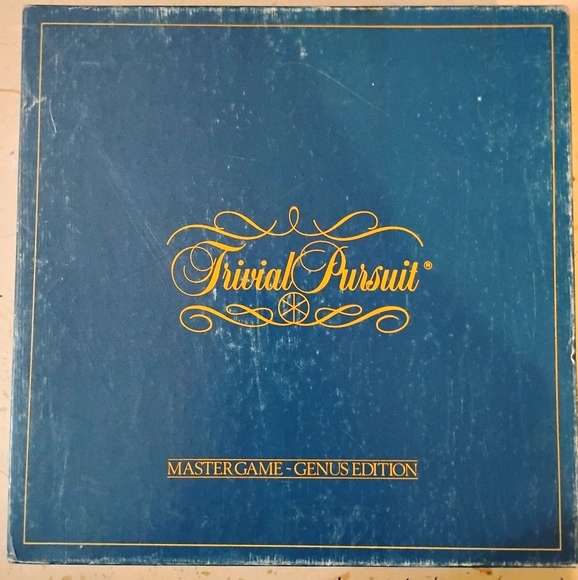 Trivial Pursuit®
MASTER GAME ~ GENUS EDITION